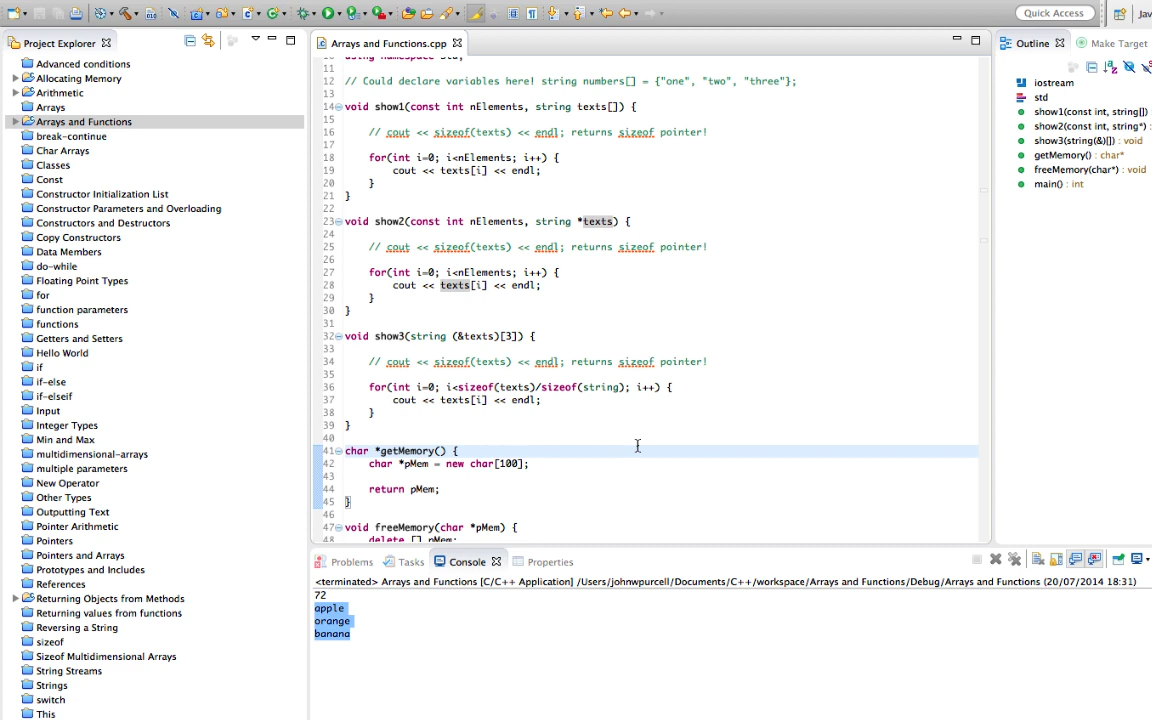 Quick Access
Jav
Project Explorer
Advanced conditions
Allocating Memory
Arithmetic
Arrays
Arrays and Functions
break-continue
Char Arrays
Classes
Const
Constructor Initialization List
Constructor Parameters and Overloading
Constructors and Destructors
Copy Constructors
Data Members
do-while
Floating Point Types
for
function parameters
functions
Getters and Setters
Hello World
if
if-else
if-elseif
Input
Integer Types
Min and Max
multidimensional-arrays
multiple parameters
New Operator
Other Types
Outputting Text
Pointer Arithmetic
Pointers
Pointers and Arrays
Prototypes and Includes
References
Returning Objects from Methods
Returning values from functions
Reversing a String
sizeof
Sizeof Multidimensional Arrays
String Streams
Strings
switch
This
Arrays and Functions.cpp
10 using namespace std;
11
12 // Could declare variables here! string numbers[] = {"one", "two", "three"};
13
14 void show1(const int nElements, string texts[]) {
15
16 // cout << sizeof(texts) << endl; returns sizeof pointer!
17
18 for(int i=0; i<nElements; i++) {
19 cout << texts[i] << endl;
20 }
21 }
22
23 void show2(const int nElements, string *texts) {
24
25 // cout << sizeof(texts) << endl; returns sizeof pointer!
26
27 for(int i=0; i<nElements; i++) {
28 cout << texts[i] << endl;
29 }
30 }
31
32 void show3(string (&texts)[3]) {
33
34 // cout << sizeof(texts) << endl; returns sizeof pointer!
35
36 for(int i=0; i<sizeof(texts)/sizeof(string); i++) {
37 cout << texts[i] << endl;
38 }
39 }
40
41 char *getMemory() {
42 char *pMem = new char[100];
43
44 return pMem;
45 }
46
47 void freeMemory(char *pMem) {
48 delete [] pMem;
Outline
Make Target
iostream
std
show1(const int, string[])
show2(const int, string*)
show3(string(&)[]) : void
getMemory() : char*
freeMemory(char*) : void
main() : int
Problems
Tasks
Console
Properties
<terminated> Arrays and Functions [C/C++ Application] /Users/johnwpurcell/Documents/C++/workspace/Arrays and Functions/Debug/Arrays and Functions (20/07/2014 18:31)
72
apple
orange
banana